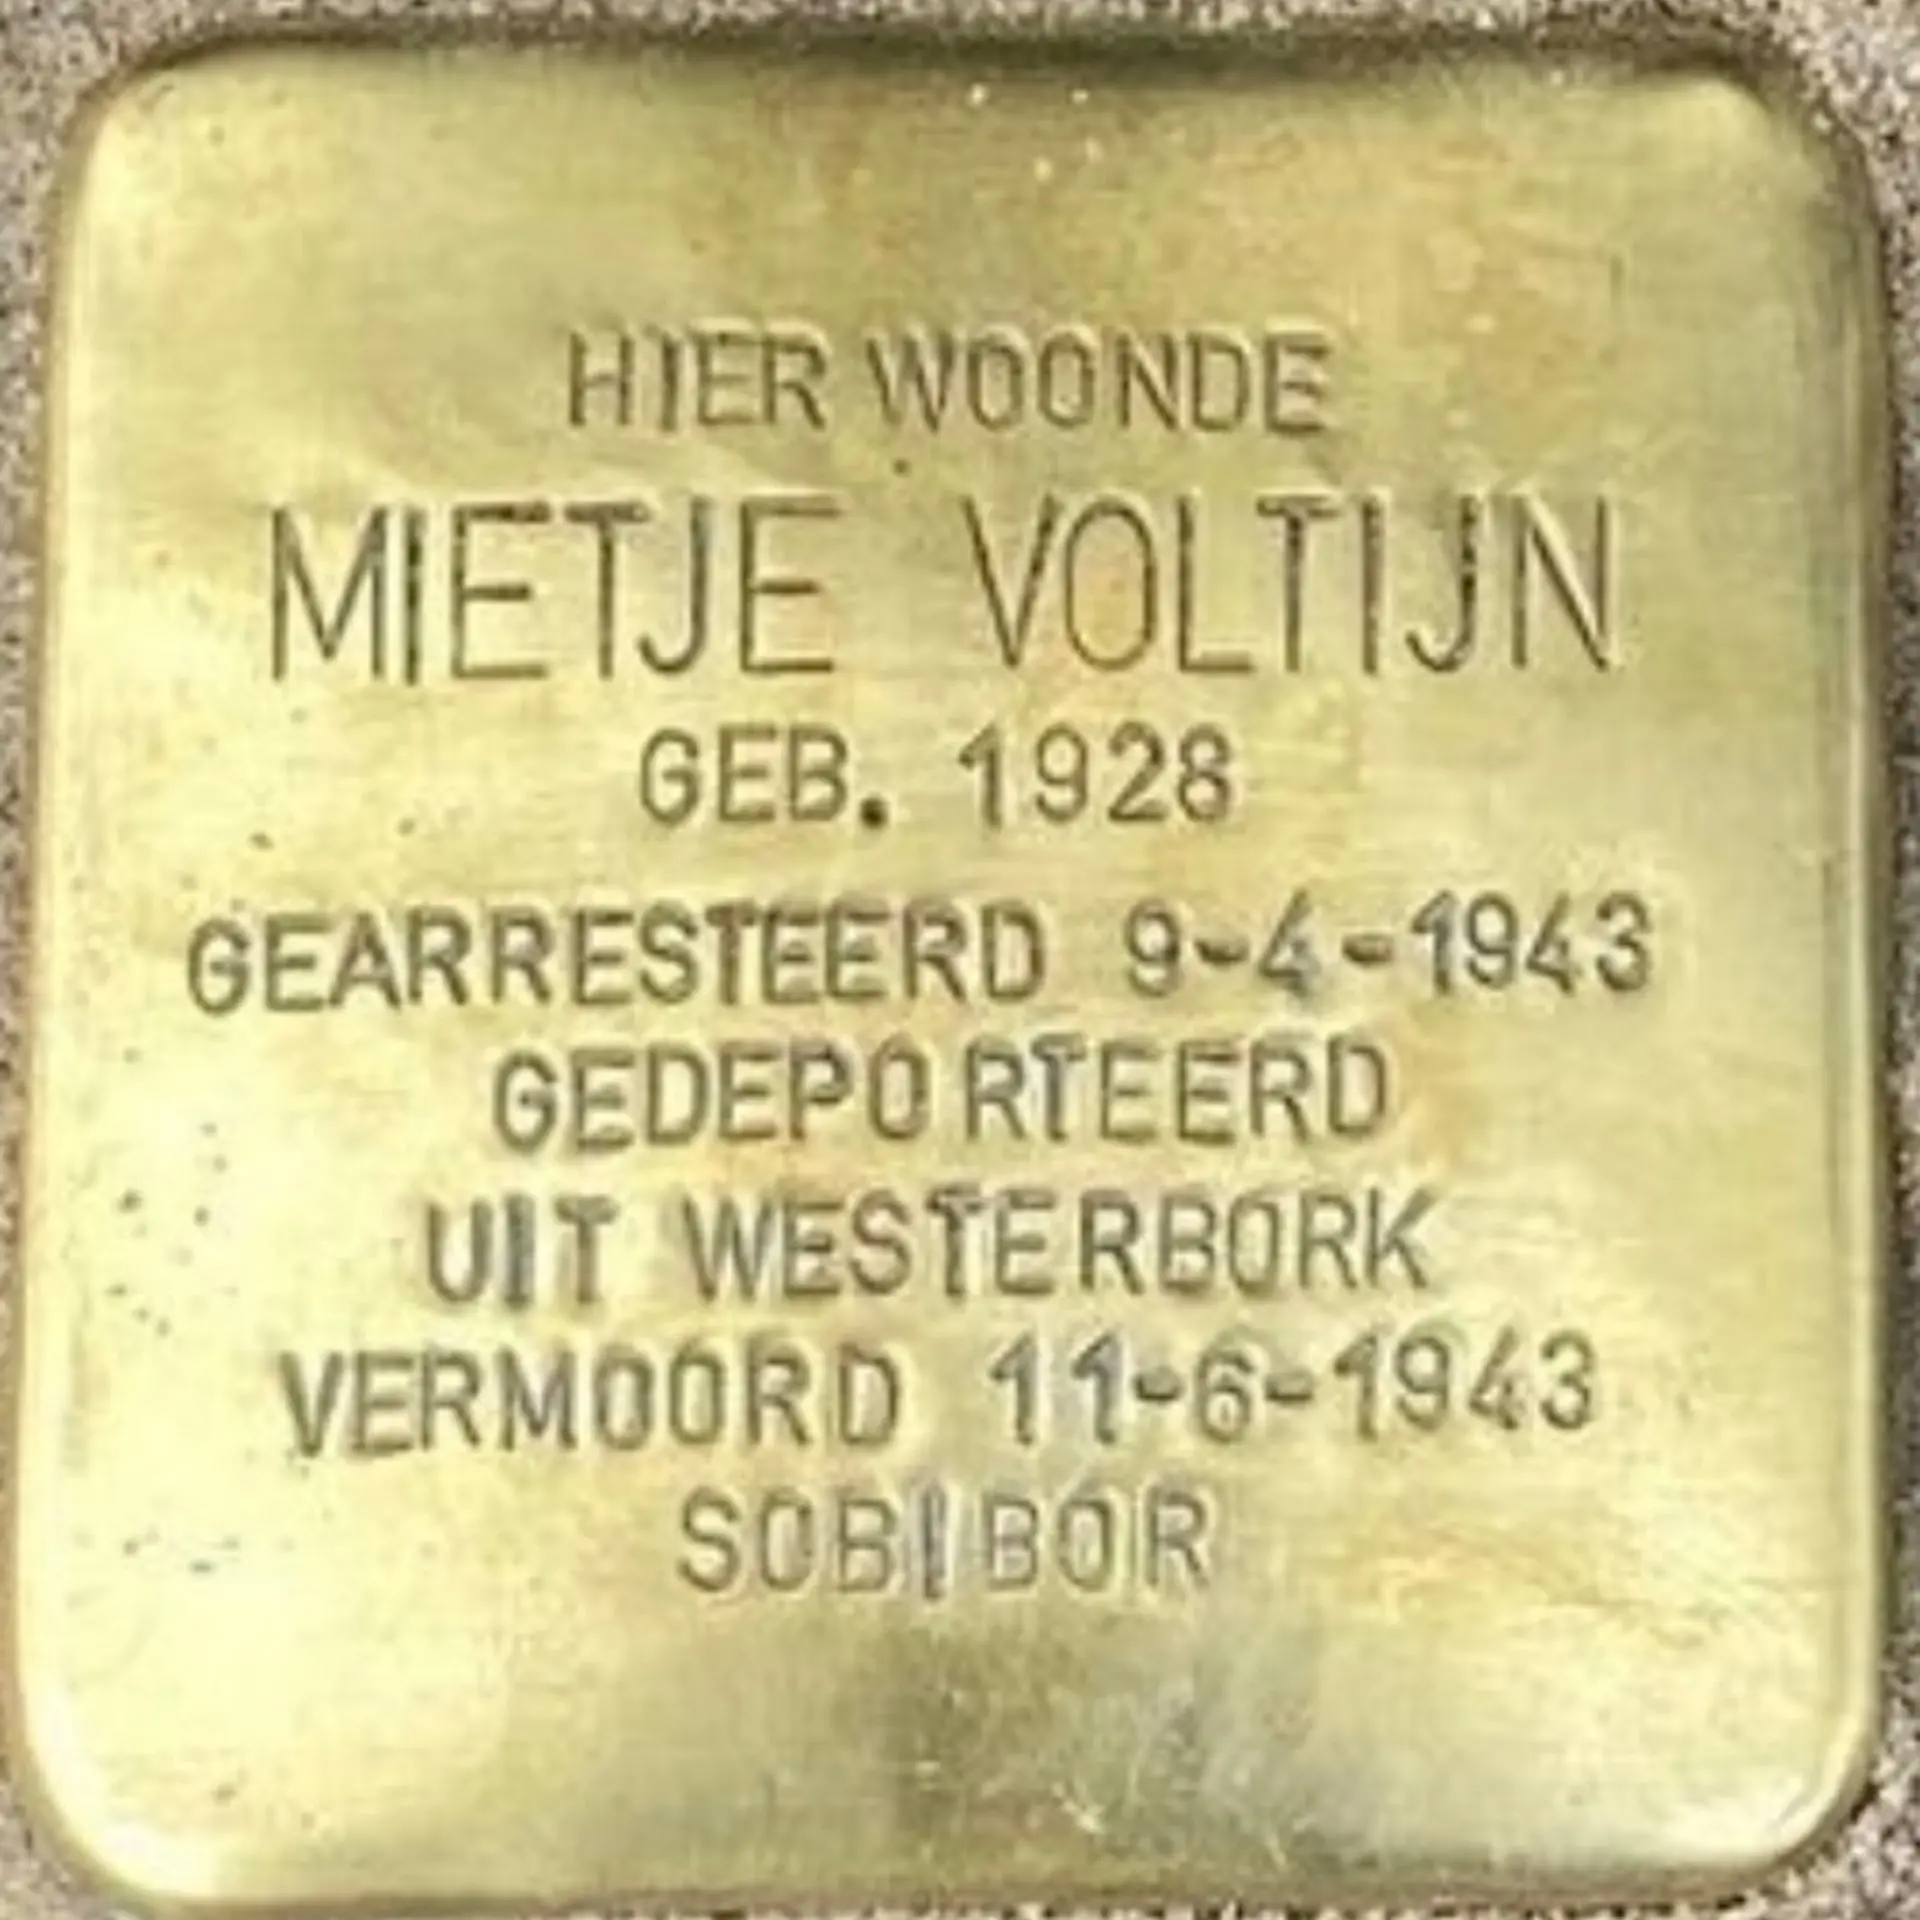 HIER WOONDE
MIETJE VOLTIJN
GEB. 1928
GEARRESTEERD 9-4-1943
GEDEPORTEERD
UIT WESTERBORK
VERMOORD 11-6-1943
SOBIBOR